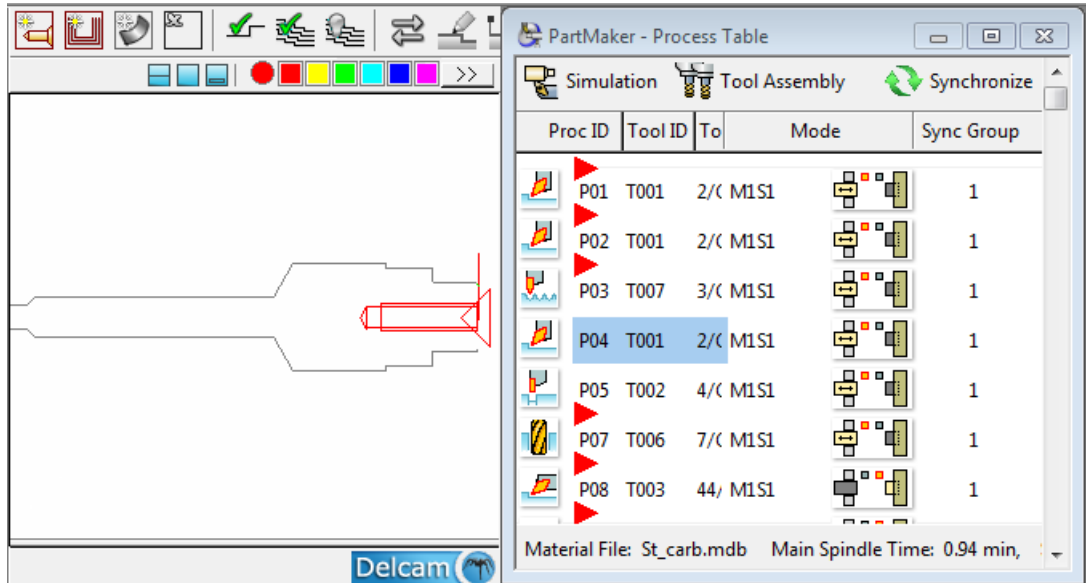 >>
Delcam
PartMaker - Process Table
Simulation Tool Assembly Synchronize
Proc ID Tool ID To Mode Sync Group
P01 T001 2/( M1S1 1
P02 T001 2/( M1S1 1
P03 T007 3/( M1S1 1
P04 T001 2/( M1S1 1
P05 T002 4/( M1S1 1
P07 T006 7/( M1S1 1
P08 T003 44/ M1S1 1
Material File: St_carb.mdb Main Spindle Time: 0.94 min,